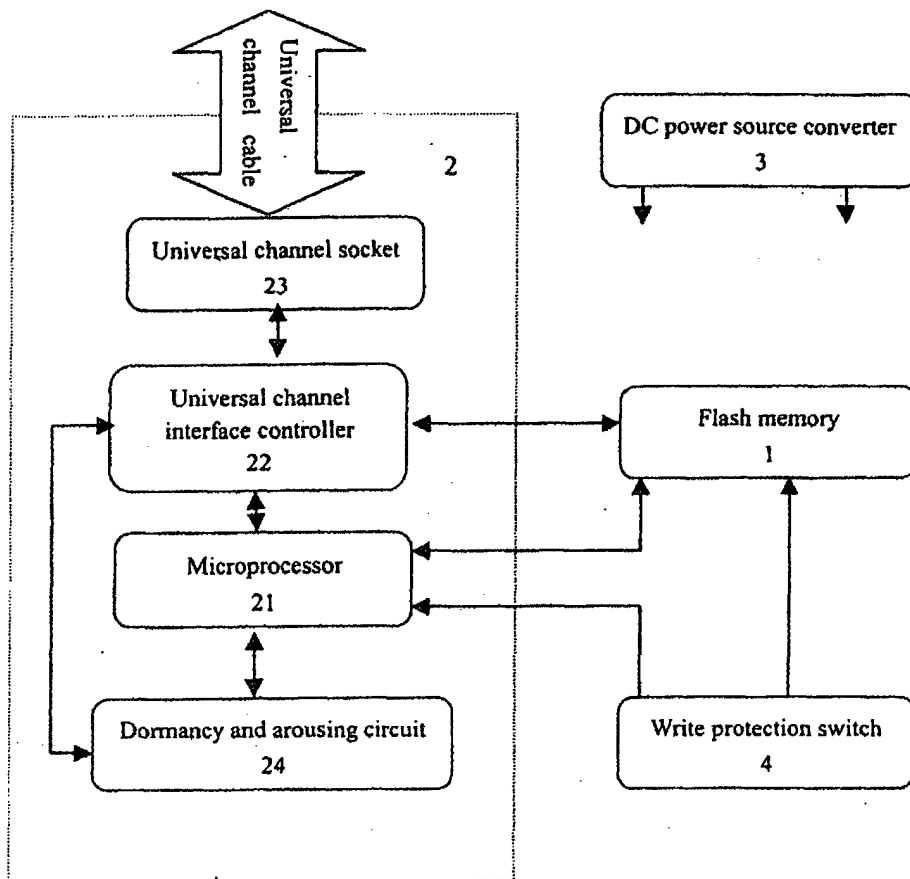 Universal
channel cable
2
DC power source converter
3
Universal channel socket
23
Universal channel
interface controller
22
Flash memory
1
Microprocessor
21
Dormancy and arousing circuit
24
Write protection switch
4